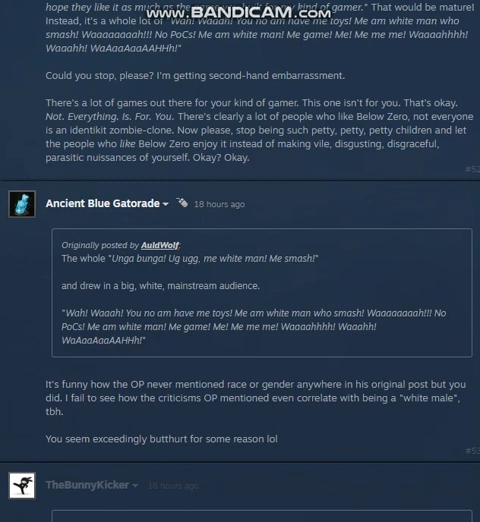 hope they like it as much as the
kind of gamer." That would be mature!
www.BANDICAM.com
Instead, it's a whole lot of "Wah! Waaah! You no am have me toys! Me am white man who
smash! Waaaaaaaah!!! No PoCs! Me am white man! Me game! Me! Me me me! Waaaahhhh!
Waaahh! WaAaaAaaAAHHh!"
Could you stop, please? I'm getting second-hand embarrassment.
There's a lot of games out there for your kind of gamer. This one isn't for you. That's okay.
Not. Everything. Is. For. You. There's clearly a lot of people who like Below Zero, not everyone
is an identikit zombie-clone. Now please, stop being such petty, petty, petty children and let
the people who like Below Zero enjoy it instead of making vile, disgusting, disgraceful,
parasitic nuisances of yourself. Okay? Okay.
Ancient Blue Gatorade 18 hours ago
Originally posted by AuldWolf:
The whole "Unga bunga! Ug ugg, me white man! Me smash!"
and drew in a big, white, mainstream audience.
"Wah! Waaah! You no am have me toys! Me am white man who smash! Waaaaaaaah!!! No
PoCs! Me am white man! Me game! Me! Me me me! Waaaahhhh! Waaahh!
WaAaaAaaAAHHh!"
It's funny how the OP never mentioned race or gender anywhere in his original post but you
did. I fail to see how the criticisms OP mentioned even correlate with being a "white male",
tbh.
You seem exceedingly butthurt for some reason lol
TheBunnyKicker 18 hours ago